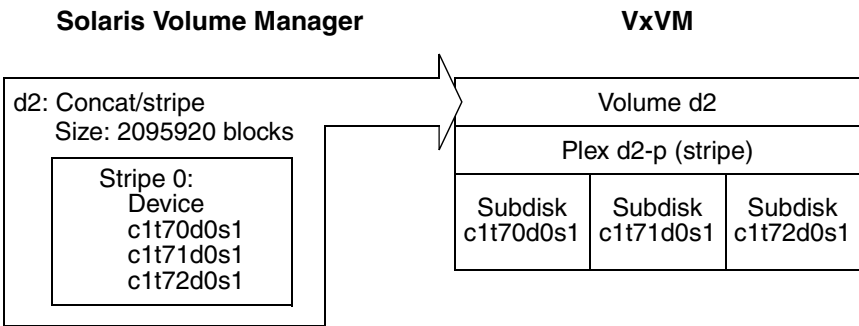 Solaris Volume Manager
VxVM
d2: Concat/stripe
Size: 2095920 blocks
Stripe 0:
Device
c1t70d0s1
c1t71d0s1
c1t72d0s1
Volume d2
Plex d2-p (stripe)
Subdisk
c1t70d0s1
Subdisk
c1t71d0s1
Subdisk
c1t72d0s1